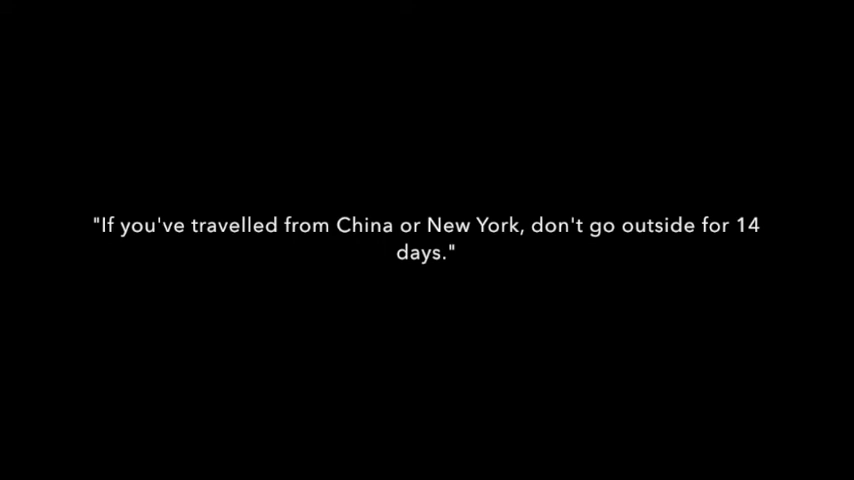 "If you've travelled from China or New York, don't go outside for 14
days."